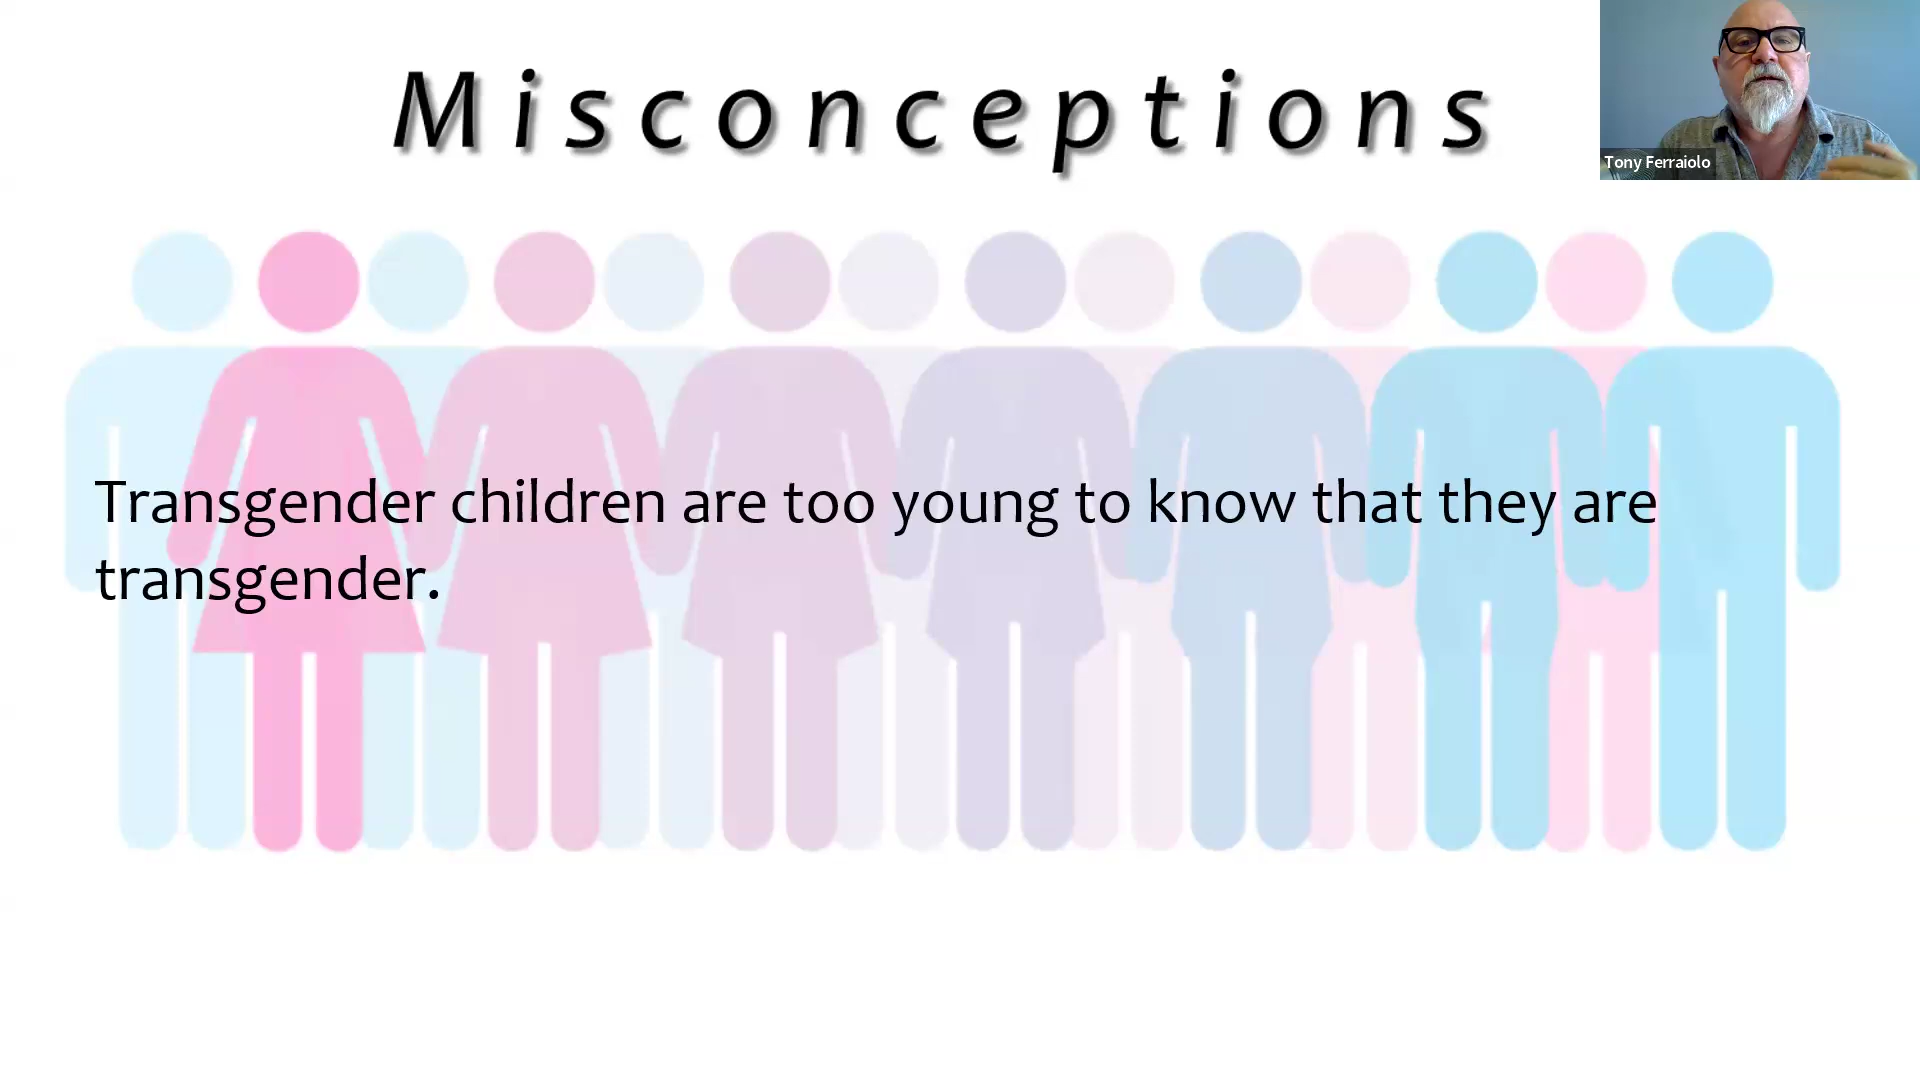 Misconceptions
Tony Ferraiolo
Transgender children are too young to know that they are
transgender.